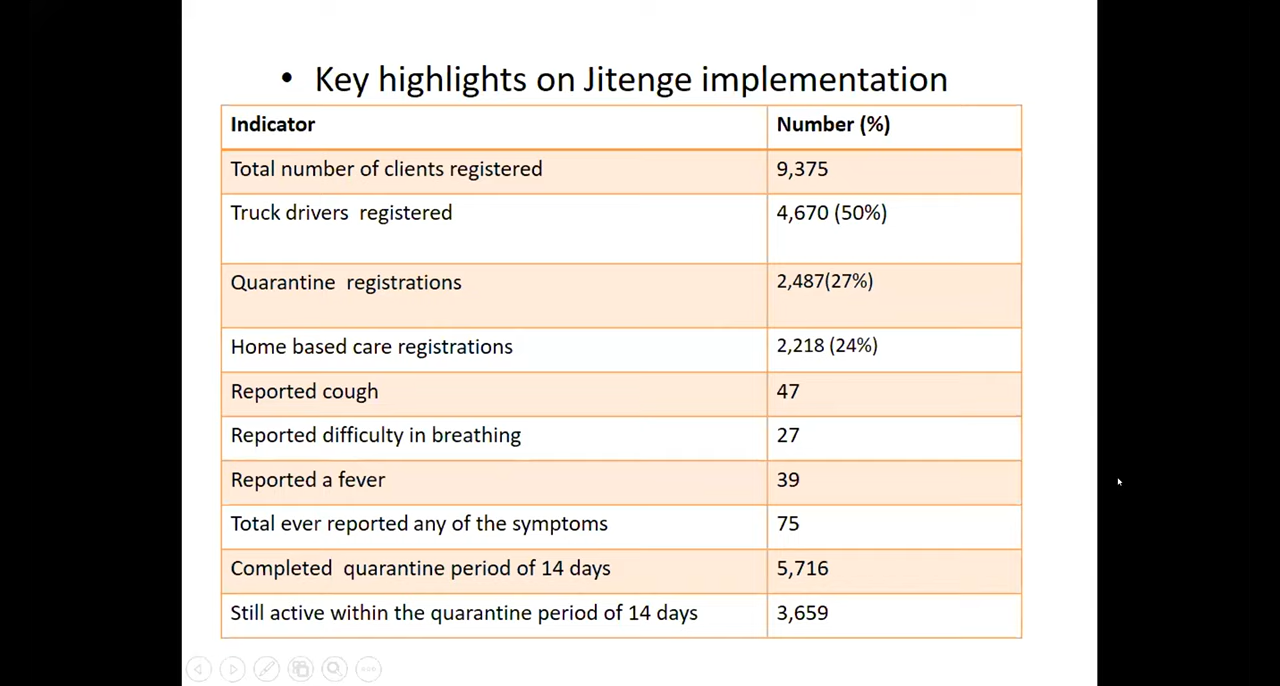 • Key highlights on Jitenge implementation
Indicator Number (%)
Total number of clients registered 9,375
Truck drivers registered 4,670 (50%)
Quarantine registrations 2,487(27%)
Home based care registrations 2,218 (24%)
Reported cough 47
Reported difficulty in breathing 27
Reported a fever 39
Total ever reported any of the symptoms 75
Completed quarantine period of 14 days 5,716
Still active within the quarantine period of 14 days 3,659